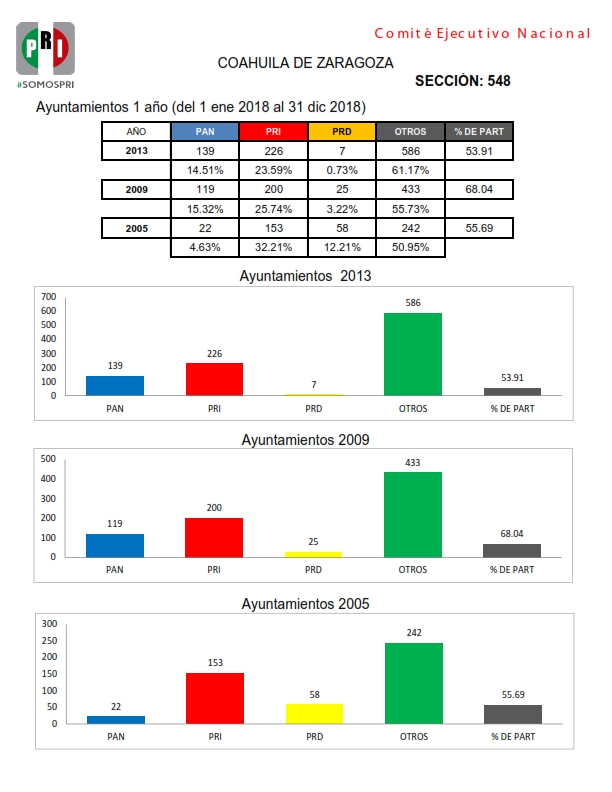 Comité Ejecutivo Nacional
PRI
#SOMOSPRI
COAHUILA DE ZARAGOZA
SECCIÓN: 548
Ayuntamientos 1 año (del 1 ene 2018 al 31 dic 2018)
AÑO PAN PRI PRD OTROS % DE PART
2013 139 226 7 586 53.91
14.51% 23.59% 0.73% 61.17%
2009 119 200 25 433 68.04
15.32% 25.74% 3.22% 55.73%
2005 22 153 58 242 55.69
4.63% 32.21% 12.21% 50.95%
Ayuntamientos 2013
700
600
500
400
300
200
100
0
139
226
7
586
53.91
PAN PRI PRD OTROS % DE PART
Ayuntamientos 2009
500
400
300
200
100
0
119
200
25
433
68.04
PAN PRI PRD OTROS % DE PART
Ayuntamientos 2005
300
250
200
150
100
50
0
22
153
58
242
55.69
PAN PRI PRD OTROS % DE PART